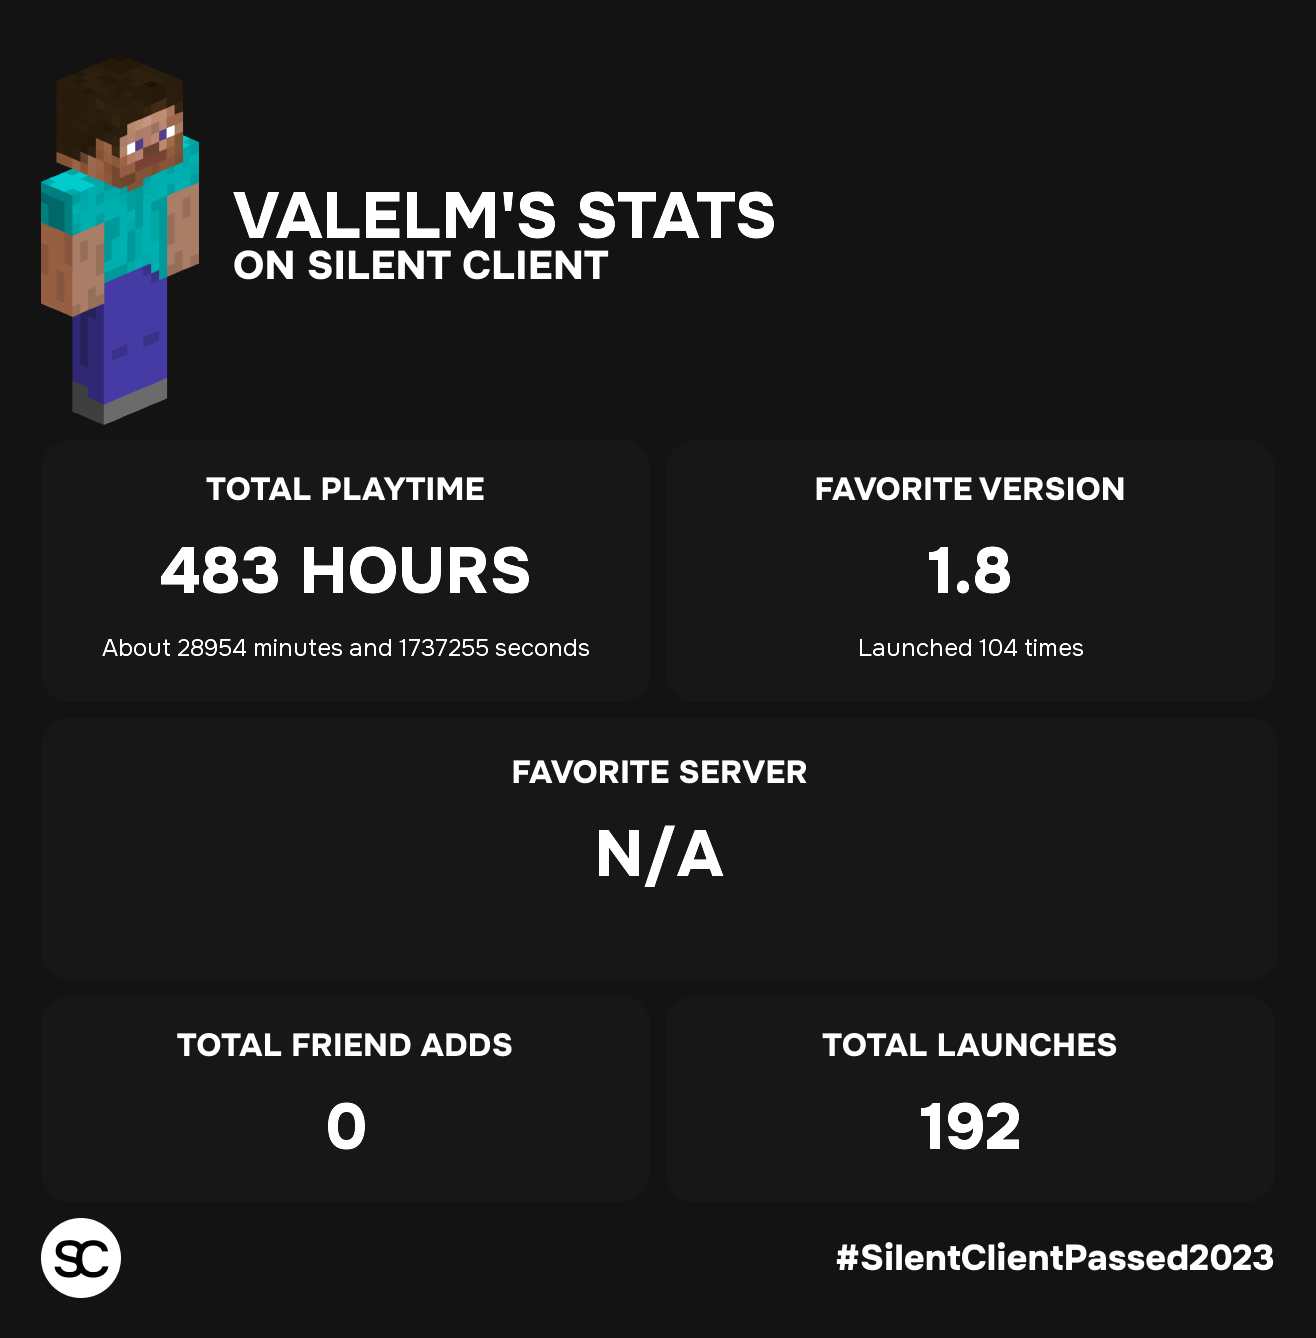 VALELM'S STATS
ON SILENT CLIENT
TOTAL PLAYTIME
483 HOURS
About 28954 minutes and 1737255 seconds
FAVORITE VERSION
1.8
Launched 104 times
FAVORITE SERVER
N/A
TOTAL FRIEND ADDS
0
TOTAL LAUNCHES
192
SC
#SilentClientPassed2023